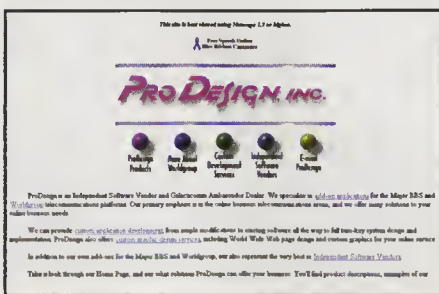 This site is best viewed using Netscape 1.2 or higher.
Free Speech Online
Blue Ribbon Campaign
PRO DESIGN, INC.
ProDesign Products
More About Worldgroup
Custom Development Services
Independent Software Vendors
E-mail ProDesign
ProDesign is an Independent Software Vendor and Galacticomm Ambassador Dealer. We specialize in add-on applications for the Major BBS and
Worldgroup telecommunications platforms. Our primary emphasis is in the online business telecommunications areas, and we offer many solutions to your
online business needs.
We can provide custom application development, from simple modifications to existing software all the way to full turn-key system design and
implementation. ProDesign also offers custom graphic design services, including World Wide Web page design and custom graphics for your online service
In addition to our own add-ons for the Major BBS and Worldgroup, we also represent the very best in Independent Software Vendors.
Take a look through our Home Page, and see what solutions ProDesign can offer your business. You'll find product descriptions, examples of our